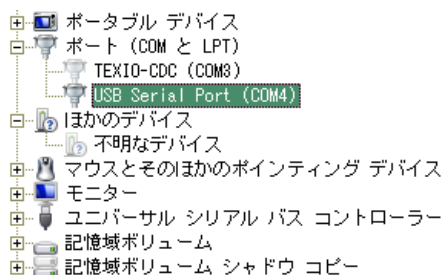 ポータブル デバイス
ポート (COM と LPT)
TEXIO-CDC (COM3)
USB Serial Port (COM4)
ほかのデバイス
不明なデバイス
マウスとそのほかのポインティング デバイス
モニター
ユニバーサル シリアル バス コントローラー
記憶域ボリューム
記憶域ボリューム シャドウ コピー